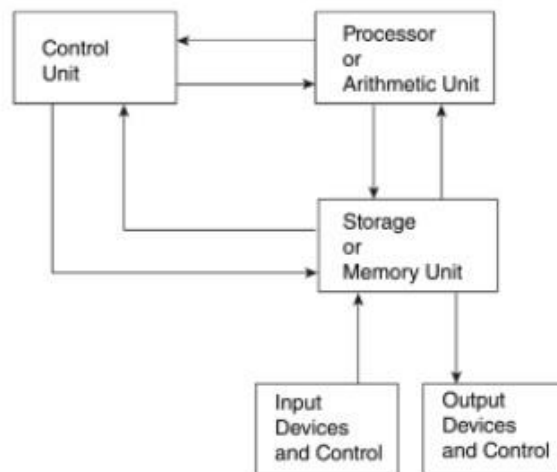 Control
Unit
Processor
or
Arithmetic Unit
Storage
or
Memory Unit
Input
Devices
and Control
Output
Devices
and Control